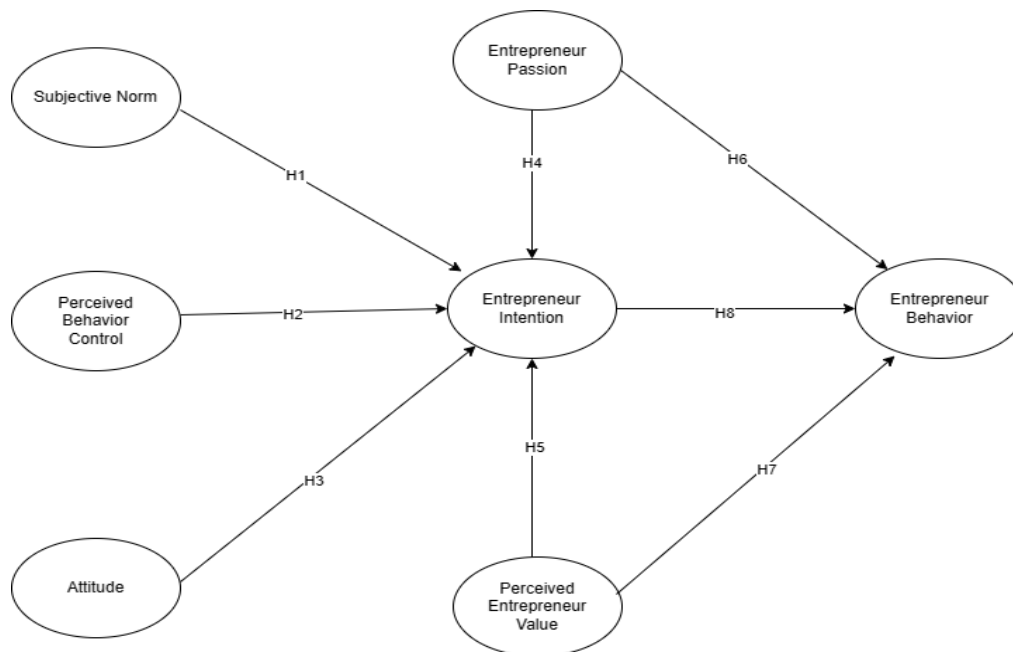 Subjective Norm
Entrepreneur
Passion
H1
H4
H6
Perceived
Behavior
Control
H2
Entrepreneur
Intention
H8
Entrepreneur
Behavior
H3
H5
H7
Attitude
Perceived
Entrepreneur
Value